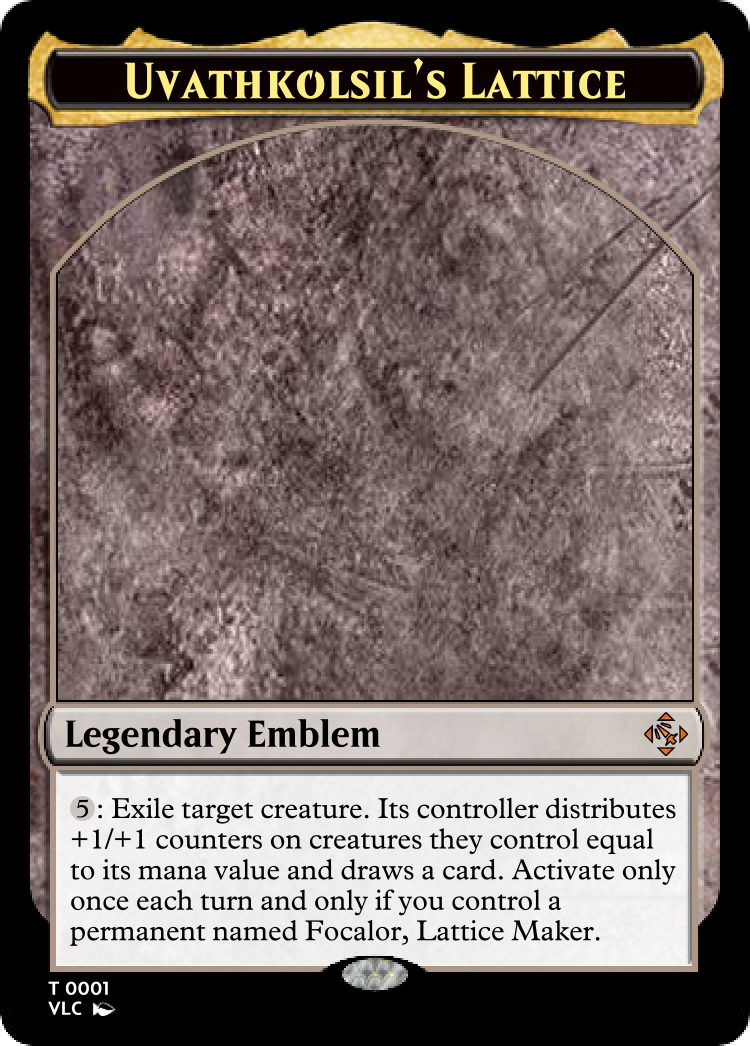 Uvathkolsil's Lattice
Legendary Emblem
5: Exile target creature. Its controller distributes
+1/+1 counters on creatures they control equal
to its mana value and draws a card. Activate only
once each turn and only if you control a
permanent named Focalor, Lattice Maker.
T 0001
VLC